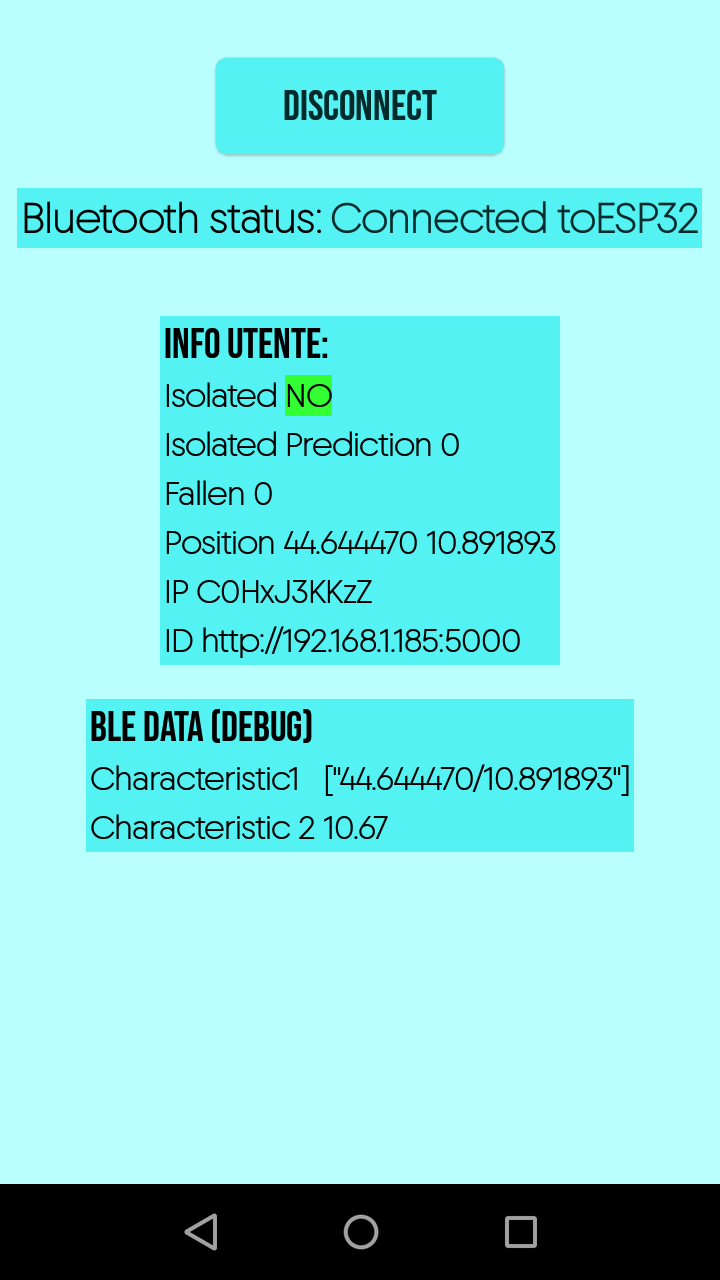 DISCONNECT
Bluetooth status: Connected toESP32
INFO UTENTE:
Isolated NO
Isolated Prediction 0
Fallen 0
Position 44.644470 10.891893
IP C0HxJ3KKzZ
ID http://192.168.1.185:5000
BLE DATA (DEBUG)
Characteristic1 ["44.644470/10.891893"]
Characteristic 2 10.67